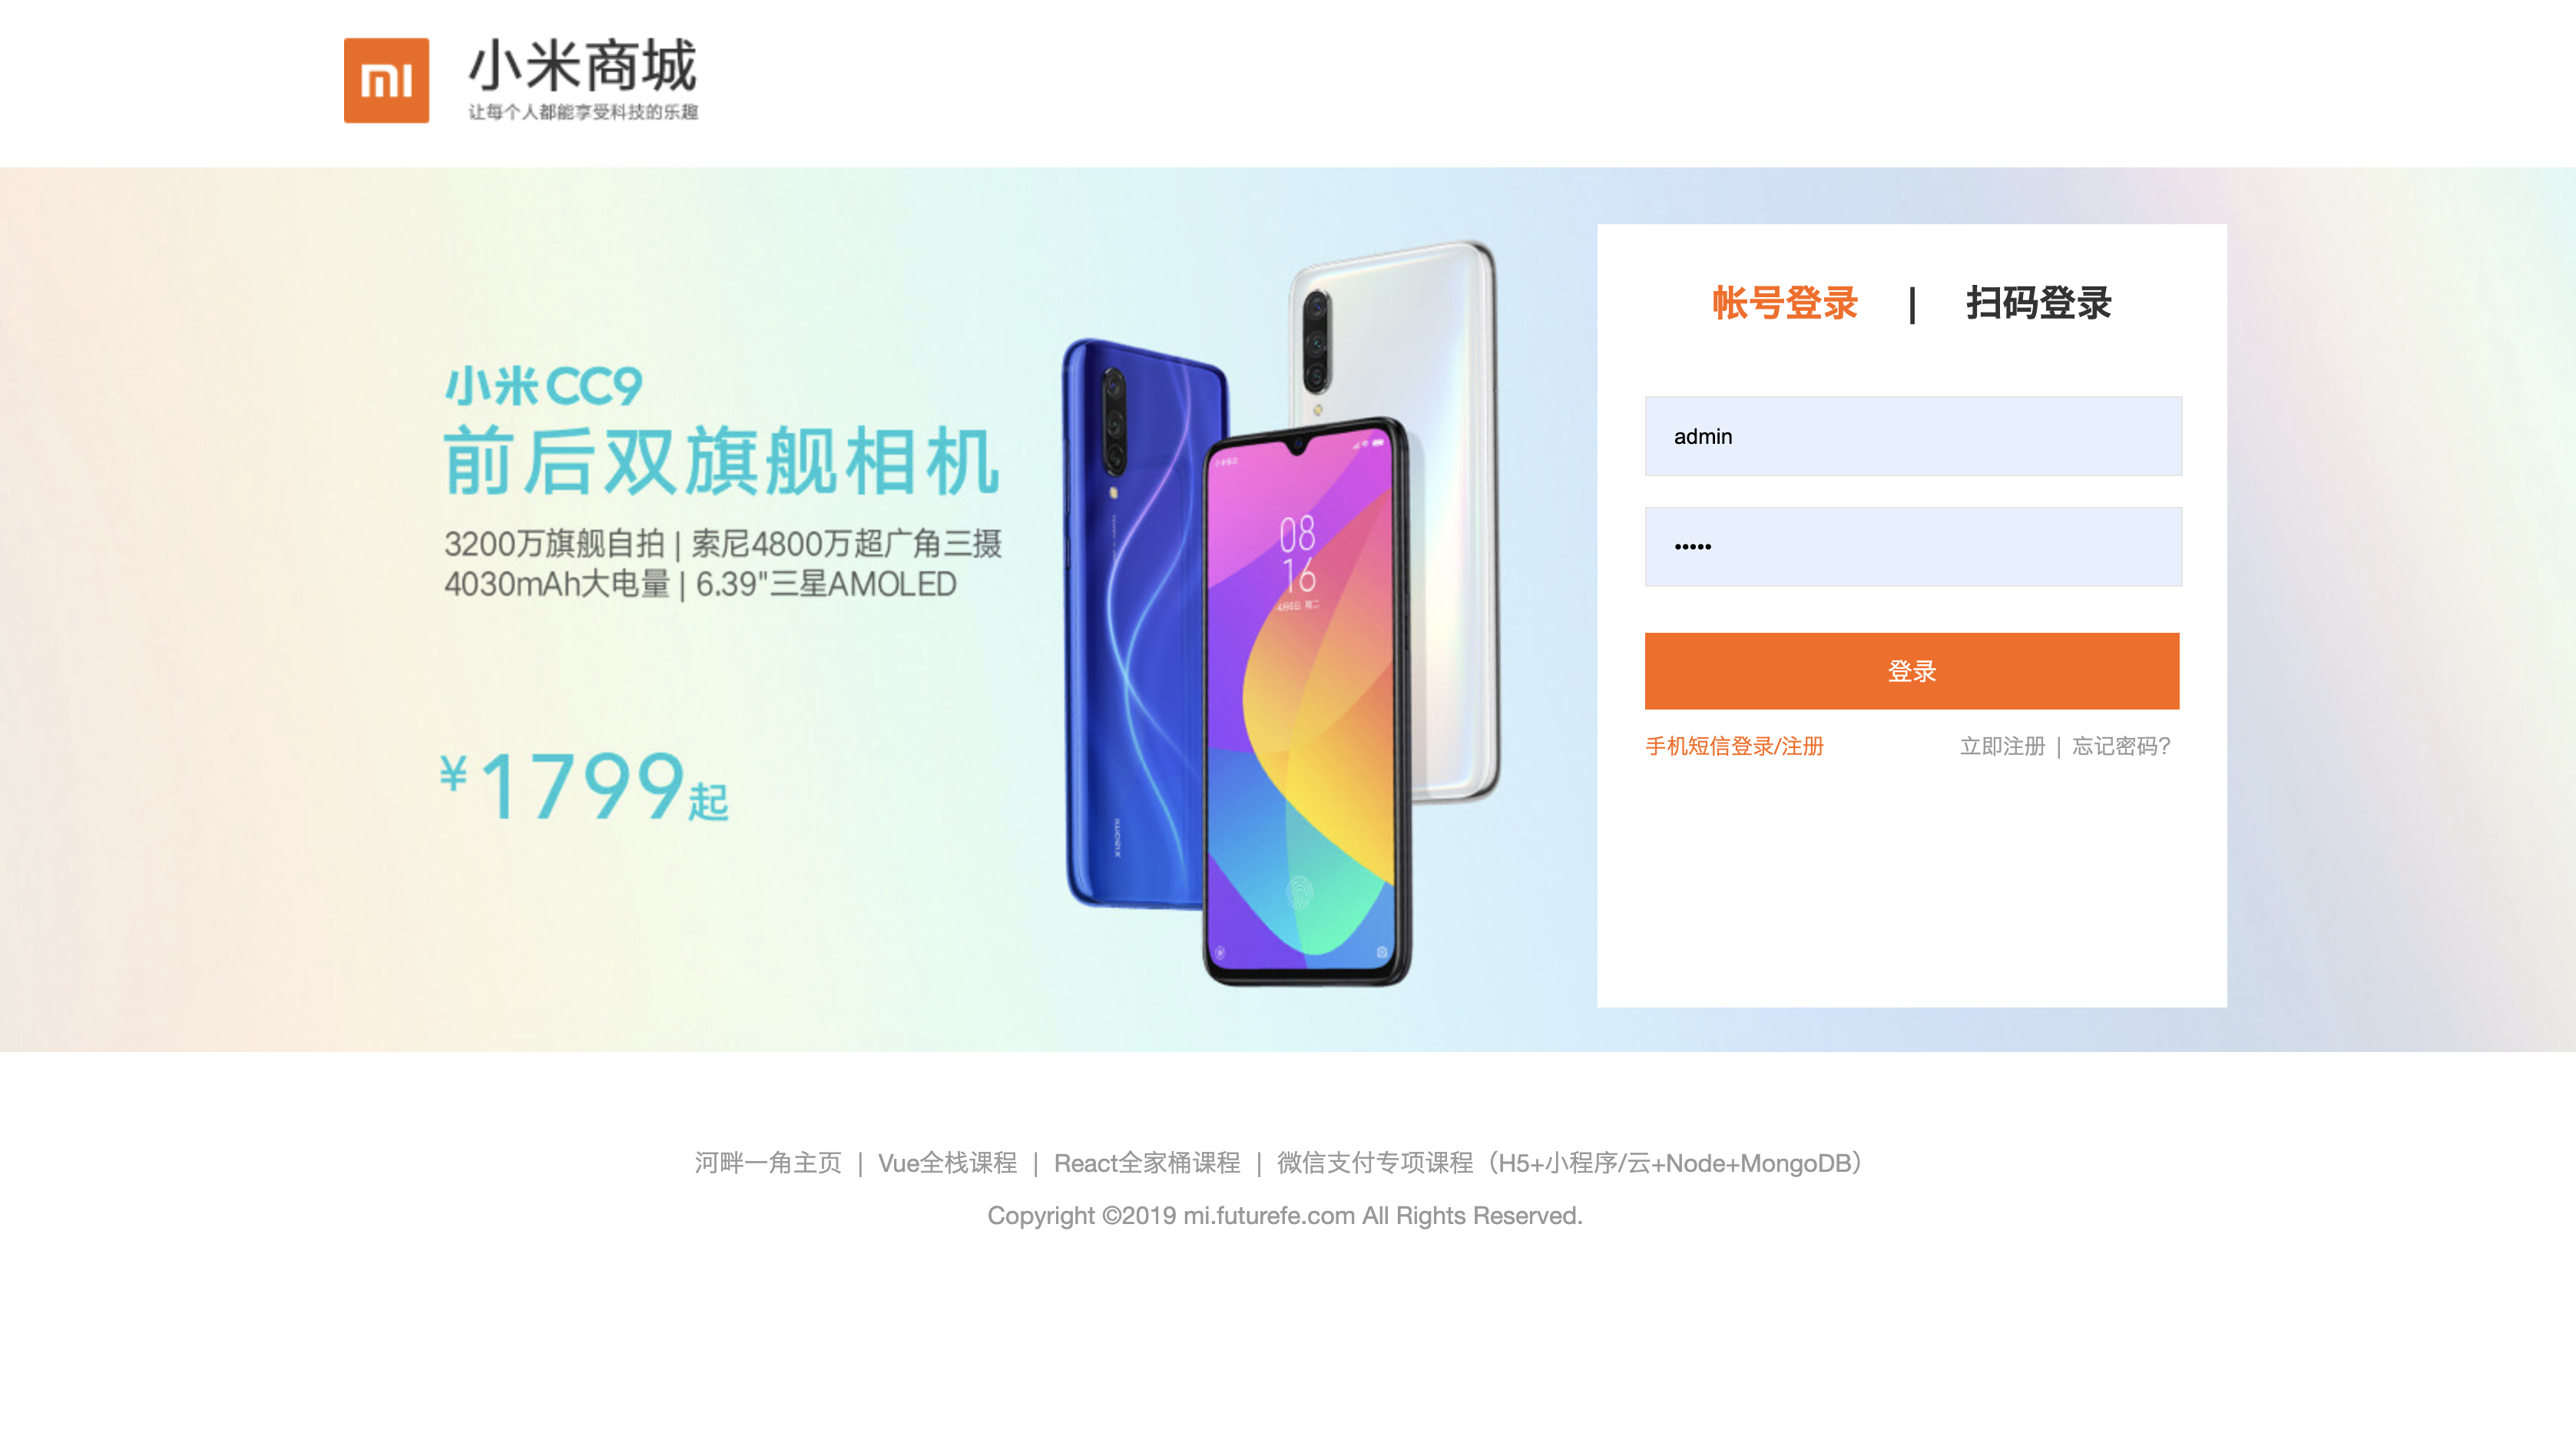 小米商城
让每个人都能享受科技的乐趣
帐号登录 | 扫码登录
小米CC9
前后双旗舰相机
3200万旗舰自拍 | 索尼4800万超广角三摄
4030mAh大电量 | 6.39"三星AMOLED
¥1799起
08
16
XIAOMI
admin
•••••
登录
手机短信登录/注册
立即注册 | 忘记密码?
河畔一角主页 | Vue全栈课程 | React全家桶课程 | 微信支付专项课程（H5+小程序/云+Node+MongoDB）
Copyright ©2019 mi.futurefe.com All Rights Reserved.